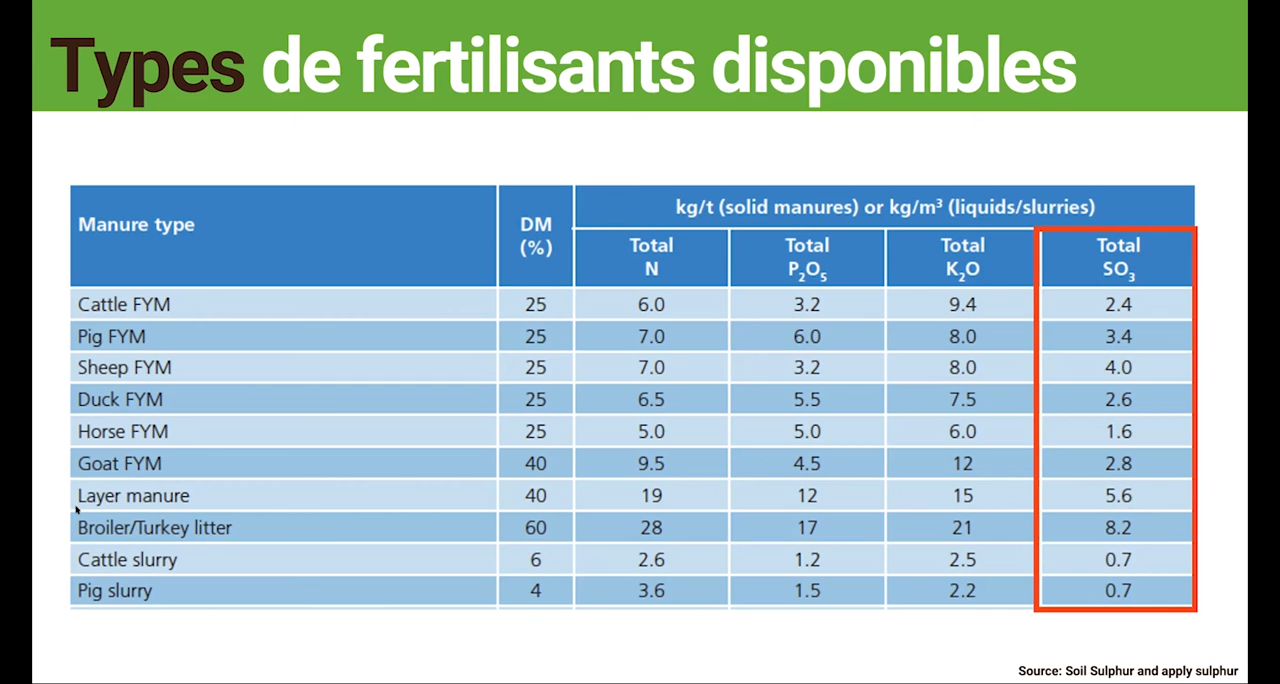 Types de fertilisants disponibles
Manure type DM (%) kg/t (solid manures) or kg/m³ (liquids/slurries)
Total N Total P₂O₅ Total K₂O Total SO₃
Cattle FYM 25 6.0 3.2 9.4 2.4
Pig FYM 25 7.0 6.0 8.0 3.4
Sheep FYM 25 7.0 3.2 8.0 4.0
Duck FYM 25 6.5 5.5 7.5 2.6
Horse FYM 25 5.0 5.0 6.0 1.6
Goat FYM 40 9.5 4.5 12 2.8
Layer manure 40 19 12 15 5.6
Broiler/Turkey litter 60 28 17 21 8.2
Cattle slurry 6 2.6 1.2 2.5 0.7
Pig slurry 4 3.6 1.5 2.2 0.7
Source: Soil Sulphur and apply sulphur